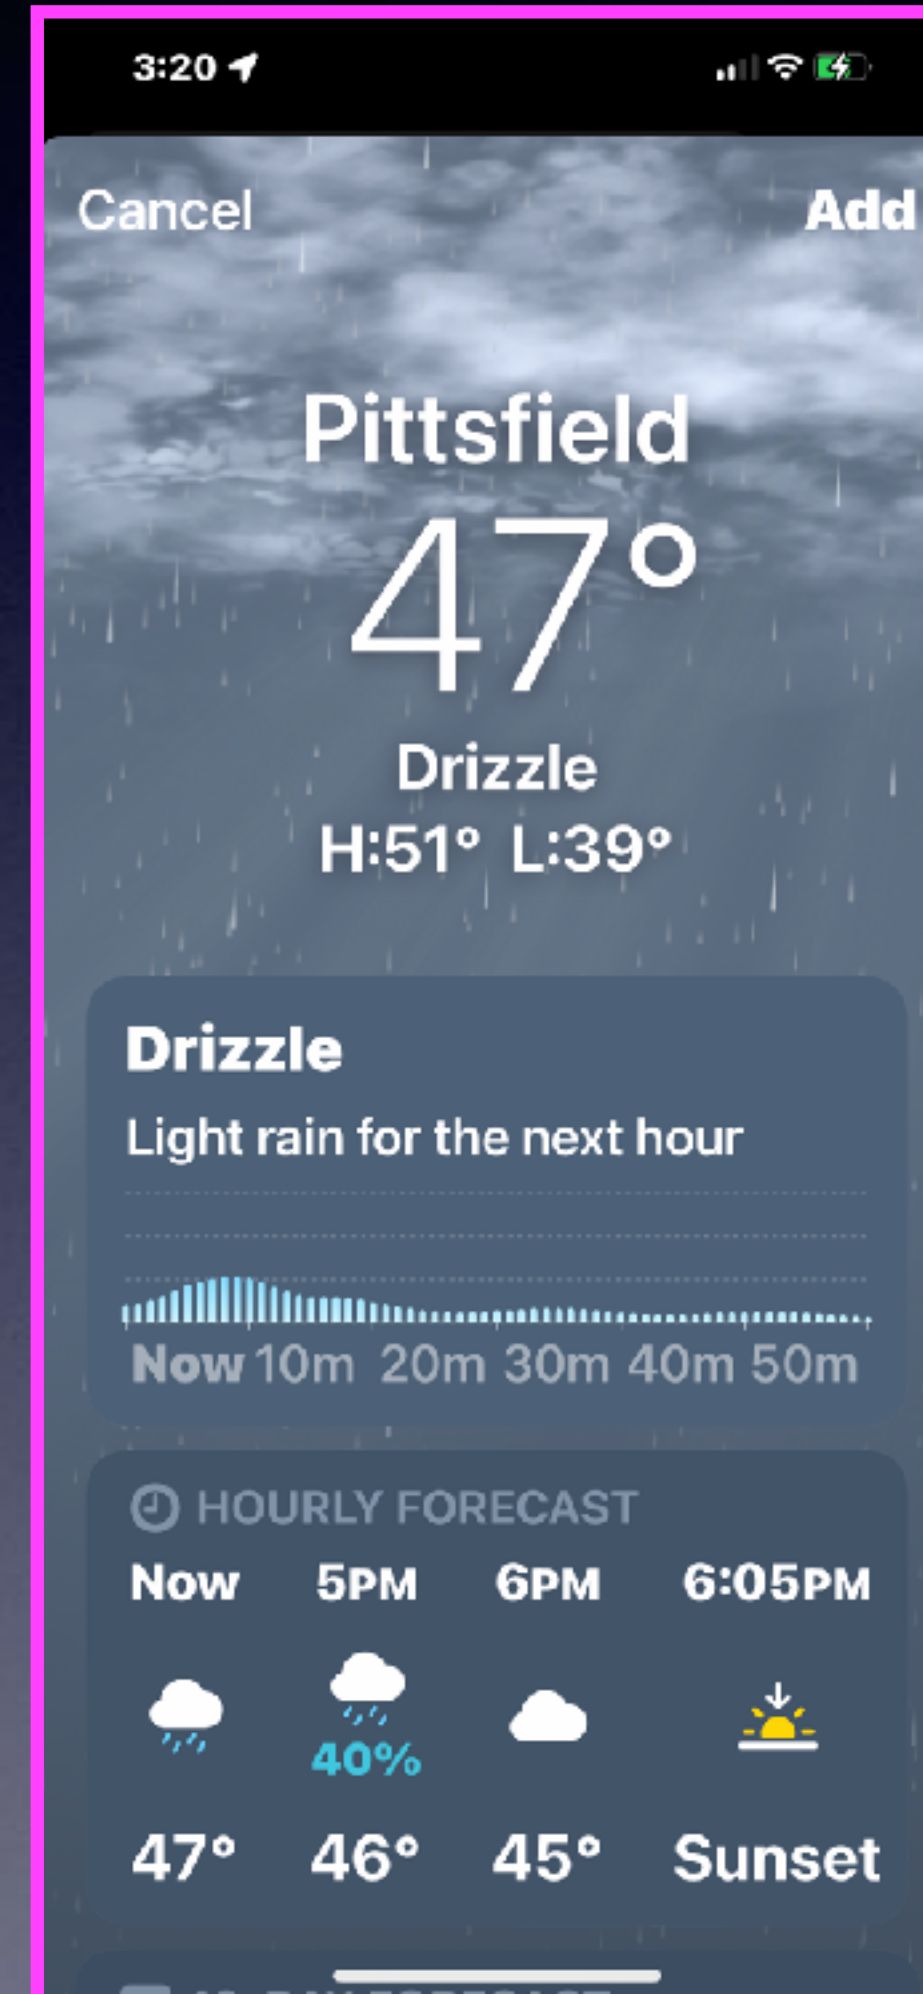 3:20
Cancel Add
Pittsfield
47°
Drizzle
H:51° L:39°
Drizzle
Light rain for the next hour
Now 10m 20m 30m 40m 50m
HOURLY FORECAST
Now 5PM 6PM 6:05PM
40%
47° 46° 45° Sunset